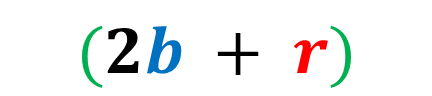 (2b + r)